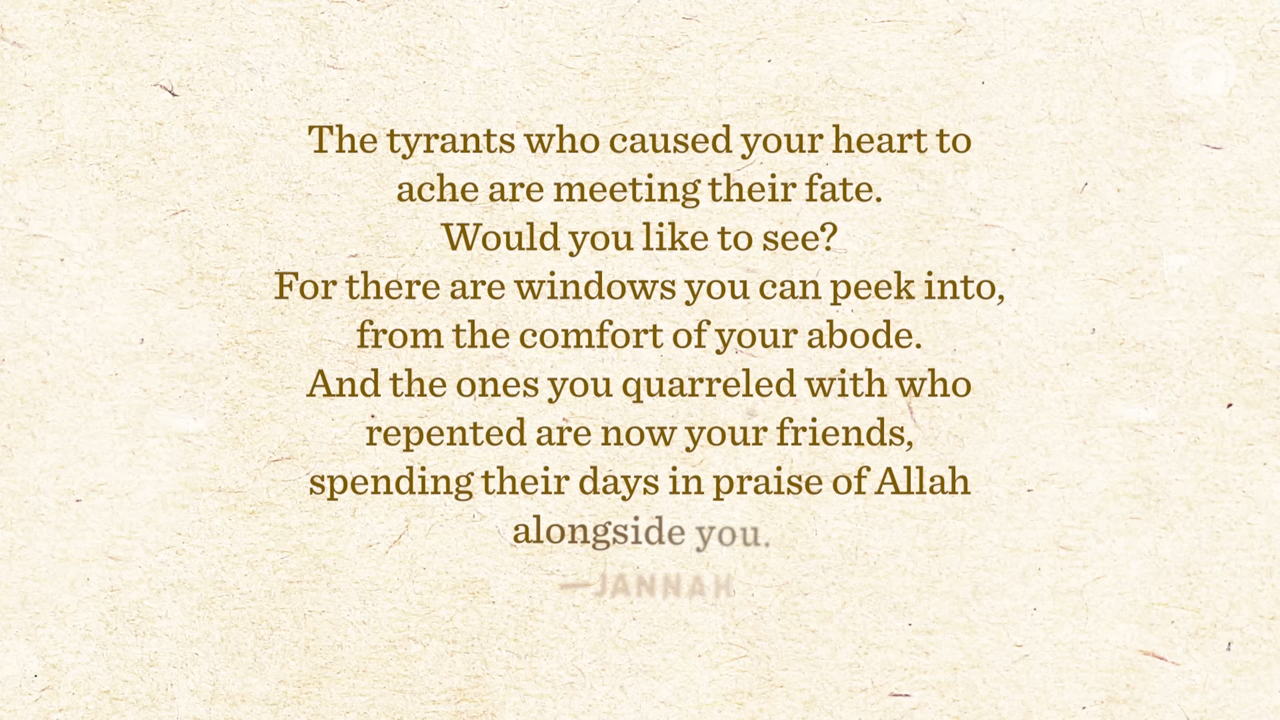 The tyrants who caused your heart to
ache are meeting their fate.
Would you like to see?
For there are windows you can peek into,
from the comfort of your abode.
And the ones you quarreled with who
repented are now your friends,
spending their days in praise of Allah
alongside you.
—JANNAH